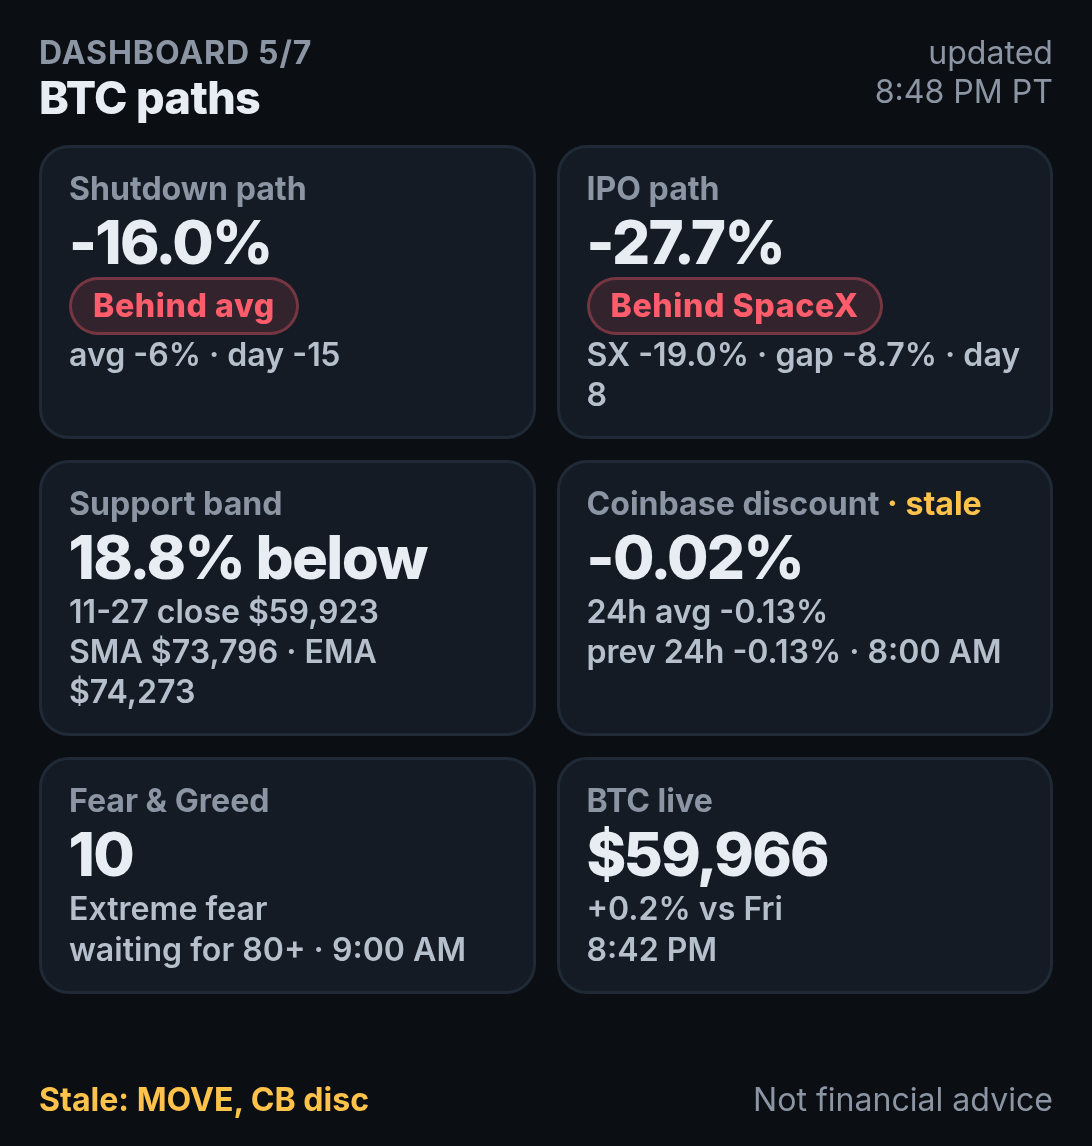 DASHBOARD 5/7
BTC paths
updated
8:48 PM PT
Shutdown path
-16.0%
Behind avg
avg -6% · day -15
IPO path
-27.7%
Behind SpaceX
SX -19.0% · gap -8.7% · day
8
Support band
18.8% below
11-27 close $59,923
SMA $73,796 · EMA
$74,273
Coinbase discount · stale
-0.02%
24h avg -0.13%
prev 24h -0.13% · 8:00 AM
Fear & Greed
10
Extreme fear
waiting for 80+ · 9:00 AM
BTC live
$59,966
+0.2% vs Fri
8:42 PM
Stale: MOVE, CB disc
Not financial advice